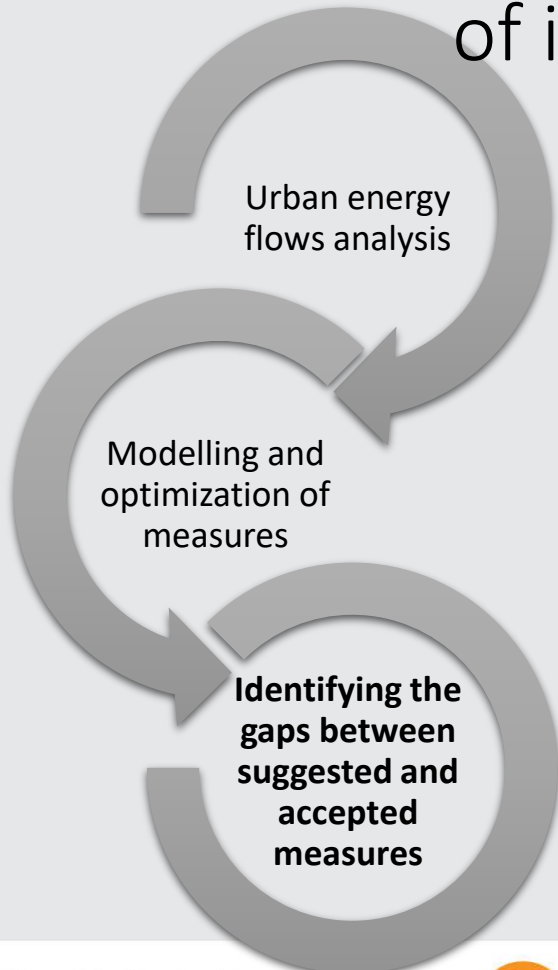 of i
Urban energy
flows analysis
Modelling and
optimization of
measures
Identifying the
gaps between
suggested and
accepted
measures